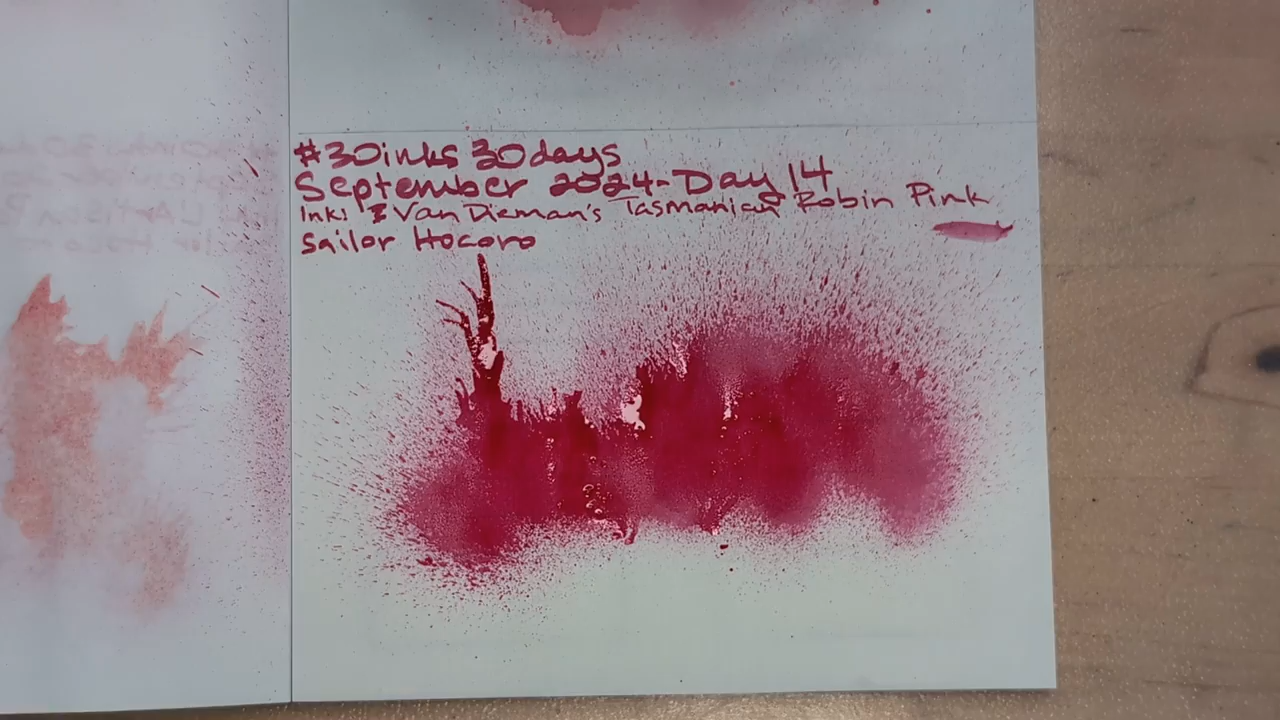 #30inks 30days
September 2024-Day 14
Ink: Van Dieman's Tasmanian Robin Pink
Sailor Hocoro